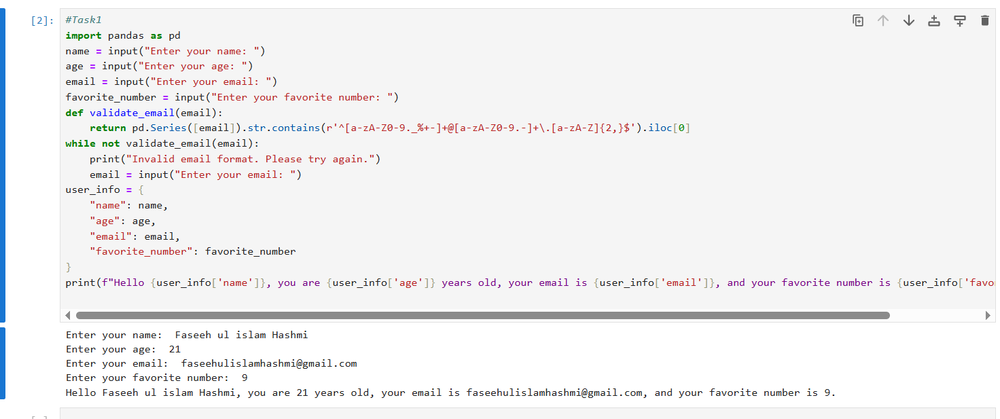 [2]:
#Task1
import pandas as pd
name = input("Enter your name: ")
age = input("Enter your age: ")
email = input("Enter your email: ")
favorite_number = input("Enter your favorite number: ")
def validate_email(email):
    return pd.Series([email]).str.contains(r'^[a-zA-Z0-9._%+-]+@[a-zA-Z0-9.-]+\.[a-zA-Z]{2,}$').iloc[0]
while not validate_email(email):
    print("Invalid email format. Please try again.")
    email = input("Enter your email: ")
user_info = {
    "name": name,
    "age": age,
    "email": email,
    "favorite_number": favorite_number
}
print(f"Hello {user_info['name']}, you are {user_info['age']} years old, your email is {user_info['email']}, and your favorite number is {user_info['favo
Enter your name:  Faseeh ul islam Hashmi
Enter your age:  21
Enter your email:  faseehulislamhashmi@gmail.com
Enter your favorite number:  9
Hello Faseeh ul islam Hashmi, you are 21 years old, your email is faseehulislamhashmi@gmail.com, and your favorite number is 9.